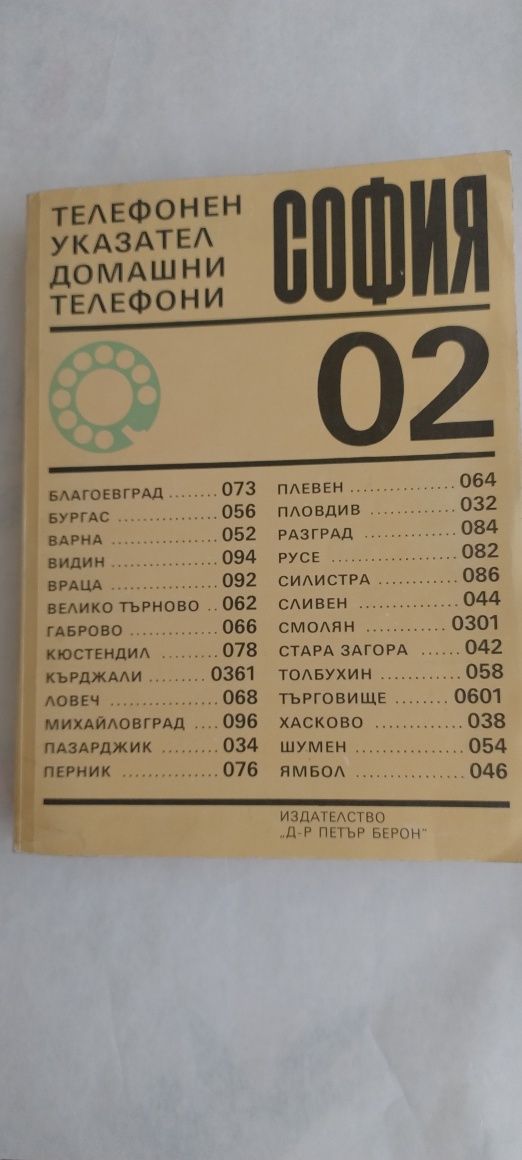 ТЕЛЕФОНЕН
УКАЗАТЕЛ
ДОМАШНИ
ТЕЛЕФОНИ
СОФИЯ
02
БЛАГОЕВГРАД ........ 073
БУРГАС ................ 056
ВАРНА ................ 052
ВИДИН ................ 094
ВРАЦА ................ 092
ВЕЛИКО ТЪРНОВО .. 062
ГАБРОВО ............. 066
КЮСТЕНДИЛ ......... 078
КЪРДЖАЛИ .......... 0361
ЛОВЕЧ ................ 068
МИХАЙЛОВГРАД .... 096
ПАЗАРДЖИК ......... 034
ПЕРНИК .............. 076
ПЛЕВЕН ................ 064
ПЛОВДИВ .............. 032
РАЗГРАД ............... 084
РУСЕ ................... 082
СИЛИСТРА ............ 086
СЛИВЕН ................ 044
СМОЛЯН .............. 0301
СТАРА ЗАГОРА ...... 042
ТОЛБУХИН ............ 058
ТЪРГОВИЩЕ ......... 0601
ХАСКОВО .............. 038
ШУМЕН ................ 054
ЯМБОЛ ................ 046
ИЗДАТЕЛСТВО
„Д-Р ПЕТЪР БЕРОН"